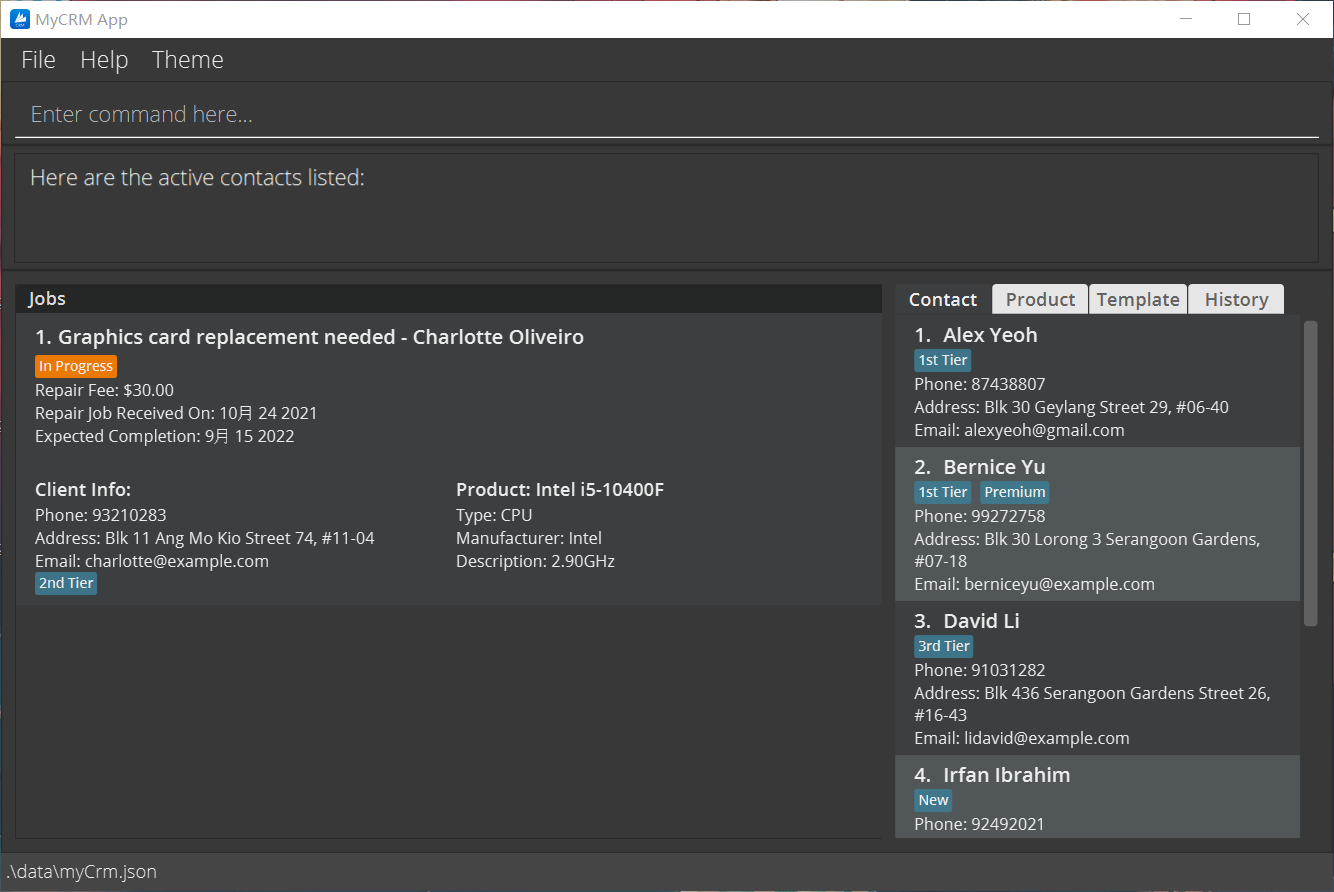 MyCRM App
File Help Theme
Enter command here...
Here are the active contacts listed:
Jobs
1. Graphics card replacement needed - Charlotte Oliveiro
In Progress
Repair Fee: $30.00
Repair Job Received On: 10月 24 2021
Expected Completion: 9月 15 2022
Client Info:
Phone: 93210283
Address: Blk 11 Ang Mo Kio Street 74, #11-04
Email: charlotte@example.com
2nd Tier
Product: Intel i5-10400F
Type: CPU
Manufacturer: Intel
Description: 2.90GHz
Contact Product Template History
1. Alex Yeoh
1st Tier
Phone: 87438807
Address: Blk 30 Geylang Street 29, #06-40
Email: alexyeoh@gmail.com
2. Bernice Yu
1st Tier Premium
Phone: 99272758
Address: Blk 30 Lorong 3 Serangoon Gardens,
#07-18
Email: berniceyu@example.com
3. David Li
3rd Tier
Phone: 91031282
Address: Blk 436 Serangoon Gardens Street 26,
#16-43
Email: lidavid@example.com
4. Irfan Ibrahim
New
Phone: 92492021
.\data\myCrm.json